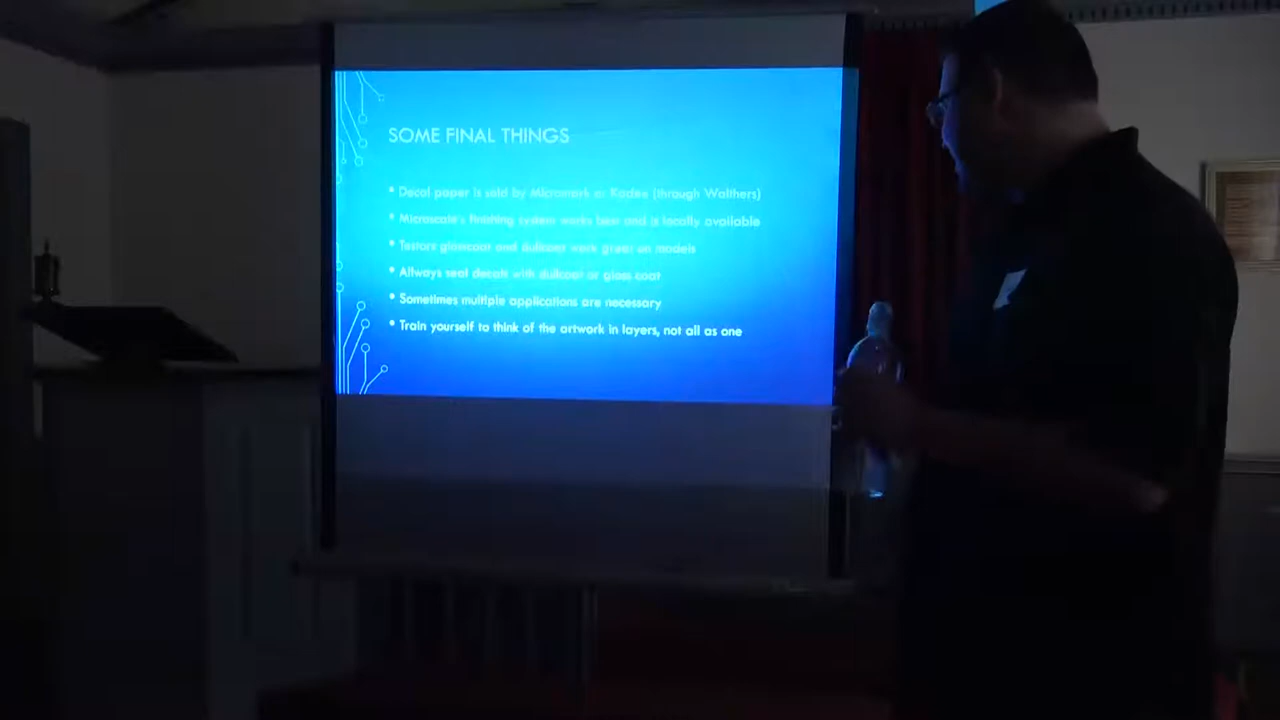 SOME FINAL THINGS
• Decal paper is sold by Micromark or Kadee (through Walthers)
• Microscale's finishing system works best and is locally available
• Testors glosscoat and dullcoat work great on models
• Allways seal decals with dullcoat or gloss coat
• Sometimes multiple applications are necessary
• Train yourself to think of the artwork in layers, not all as one